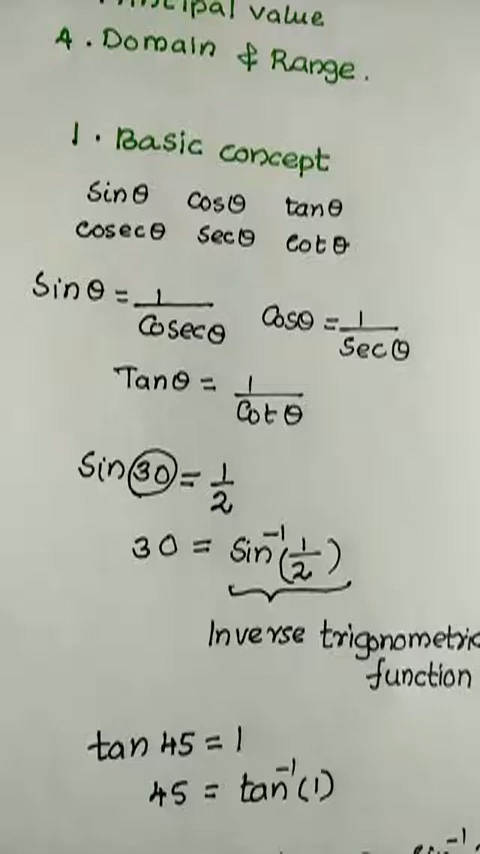 Principal value
4. Domain & Range.
1. Basic concept
Sinθ cosθ tanθ
cosecθ secθ cotθ
Sinθ = 1/Cosecθ Cosθ = 1/Secθ
Tanθ = 1/Cotθ
Sin 30 = 1/2
30 = Sin⁻¹(1/2)
Inverse trigonometric
function
tan 45 = 1
45 = tan⁻¹(1)